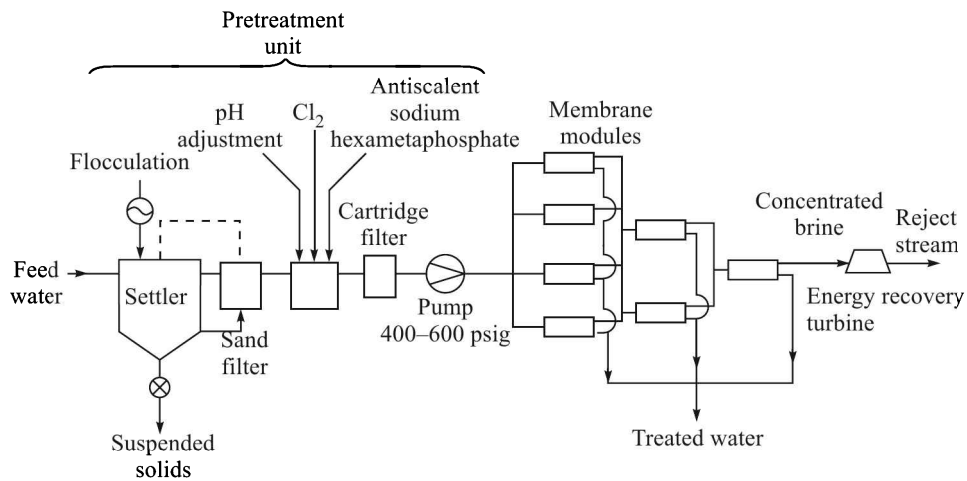 Pretreatment
unit
Antiscalent
sodium
hexametaphosphate
pH
adjustment
Cl2
Flocculation
Cartridge
filter
Membrane
modules
Concentrated
brine
Reject
stream
Feed
water
Settler
Sand
filter
Pump
400–600 psig
Energy recovery
turbine
Suspended
solids
Treated water